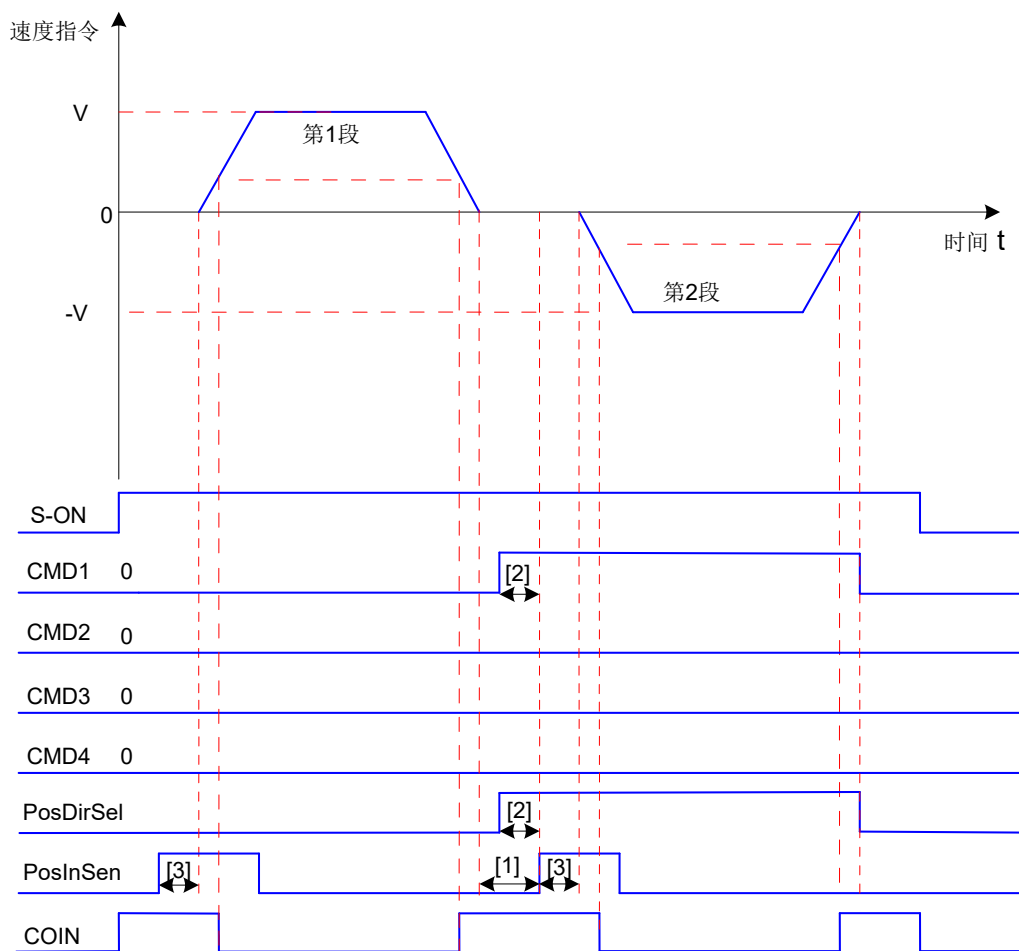 速度指令
V
第1段
0
时间 t
第2段
-V
S-ON
CMD1 0 [2]
CMD2 0
CMD3 0
CMD4 0
PosDirSel [2]
PosInSen [3] [1] [3]
COIN